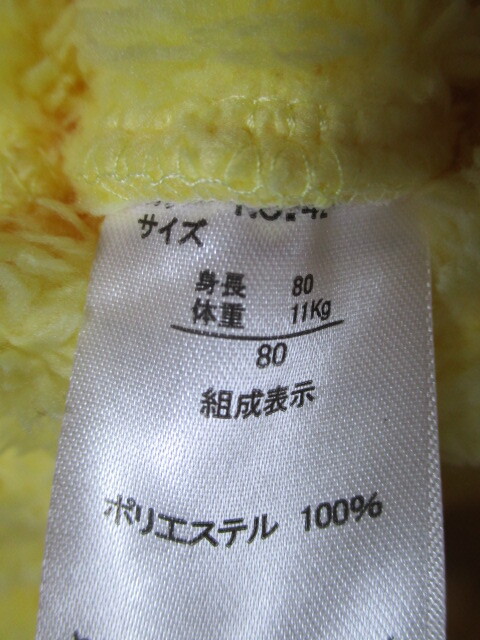 サイズ
身長 80
体重 11Kg
80
組成表示
ポリエステル 100%